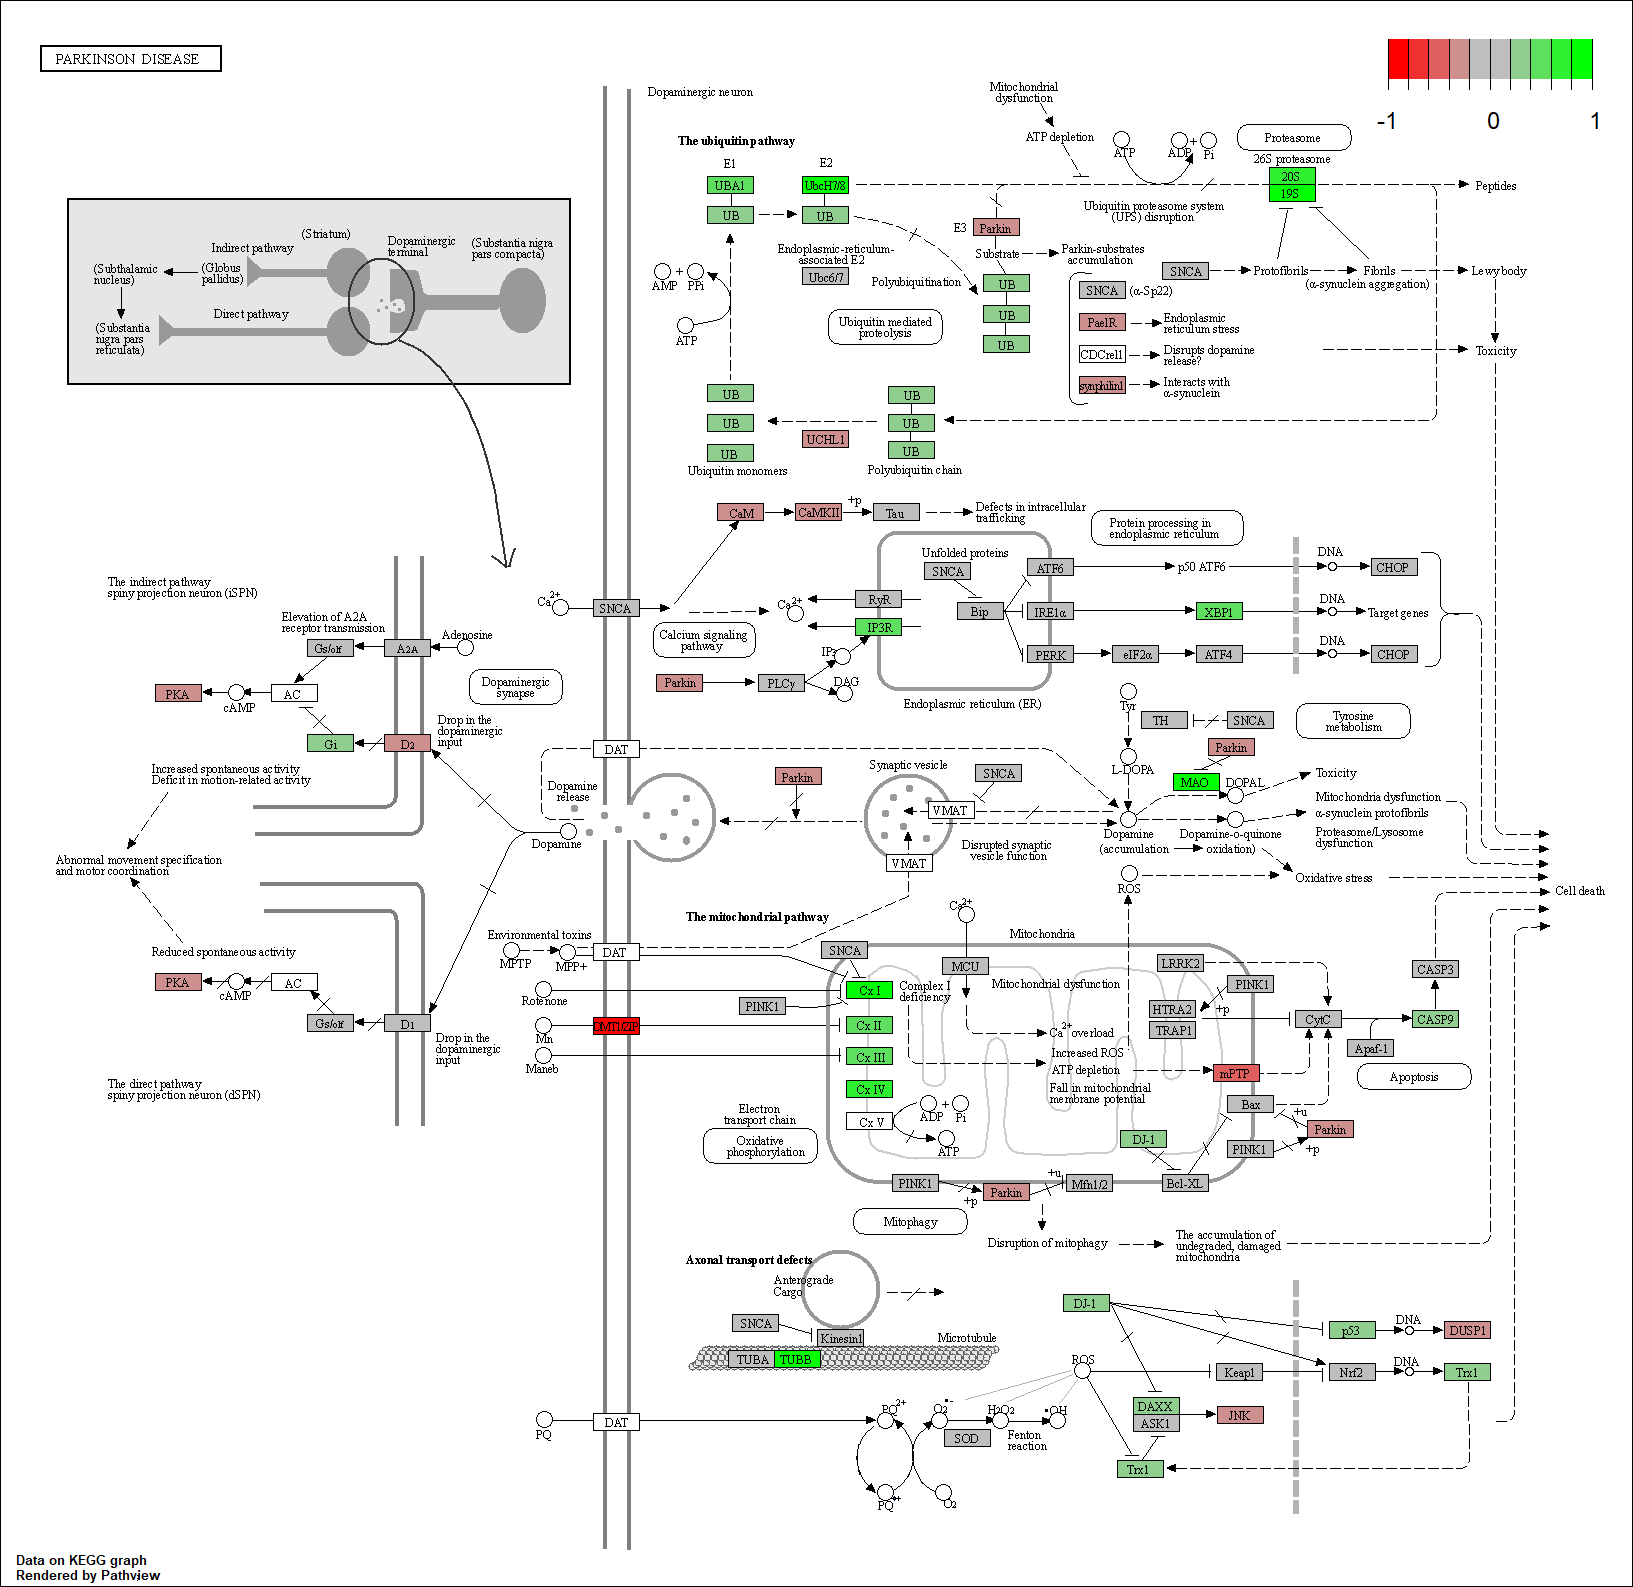 PARKINSON DISEASE
-1 0 1
Dopaminergic neuron
Mitochondrial
dysfunction
ATP depletion
ATP
ADP + Pi
Proteasome
26S proteasome
20S
19S
Peptides
The ubiquitin pathway
E1
E2
UBA1
UbcH7/8
UB
UB
Ubiquitin proteasome system
(UPS) disruption
E3
Parkin
Substrate
Parkin-substrates
accumulation
Endoplasmic-reticulum-
associated E2
Ubc6/7
Polyubiquitination
UB
UB
UB
AMP + PPi
ATP
Ubiquitin mediated
proteolysis
SNCA
Protofibrils
Fibrils
(α-synuclein aggregation)
Lewy body
SNCA
(α-Sp22)
PaelR
Endoplasmic
reticulum stress
CDCrel1
Disrupts dopamine
release?
synphilin1
Interacts with
α-synuclein
Toxicity
UB
UB
UB
Ubiquitin monomers
UCHL1
UB
UB
UB
Polyubiquitin chain
(Striatum)
Indirect pathway
(Subthalamic
nucleus)
(Globus
pallidus)
Dopaminergic
terminal
(Substantia nigra
pars compacta)
Direct pathway
(Substantia
nigra pars
reticulata)
CaM
CaMKII
+p
Tau
Defects in intracellular
trafficking
Protein processing in
endoplasmic reticulum
Unfolded proteins
SNCA
Bip
ATF6
p50 ATF6
DNA
CHOP
IRE1α
XBP1
DNA
Target genes
PERK
eIF2α
ATF4
DNA
CHOP
Ca2+
SNCA
Ca2+
RyR
IP3R
IP3
Calcium signaling
pathway
Parkin
PLCγ
DAG
Endoplasmic reticulum (ER)
The indirect pathway
spiny projection neuron (iSPN)
Elevation of A2A
receptor transmission
Gs/olf
A2A
Adenosine
PKA
cAMP
AC
Dopaminergic
synapse
Gi
D2
Drop in the
dopaminergic
input
Increased spontaneous activity
Deficit in motion-related activity
Abnormal movement specification
and motor coordination
Reduced spontaneous activity
PKA
cAMP
AC
Gs/olf
D1
Drop in the
dopaminergic
input
The direct pathway
spiny projection neuron (dSPN)
DAT
Dopamine
release
Dopamine
Parkin
Synaptic vesicle
SNCA
VMAT
VMAT
Disrupted synaptic
vesicle function
Tyr
TH
SNCA
Tyrosine
metabolism
Parkin
L-DOPA
MAO
DOPAL
Toxicity
Dopamine
(accumulation
Dopamine-o-quinone
oxidation)
Mitochondria dysfunction
α-synuclein protofibrils
Proteasome/Lysosome
dysfunction
Oxidative stress
ROS
Cell death
The mitochondrial pathway
Environmental toxins
MPTP
MPP+
DAT
Rotenone
Mn
Maneb
SNCA
PINK1
Cx I
Cx II
Cx III
Cx IV
Cx V
Complex I
deficiency
Ca2+
MCU
Mitochondria
Mitochondrial dysfunction
Ca2+ overload
Increased ROS
ATP depletion
Fall in mitochondrial
membrane potential
ADP + Pi
ATP
Electron
transport chain
Oxidative
phosphorylation
LRRK2
PINK1
+p
HTRA2
TRAP1
CytC
CASP3
CASP9
Apaf-1
Apoptosis
mPTP
Bax
+u
Parkin
PINK1
+p
DJ-1
Bcl-XL
PINK1
+p
Parkin
+u
Mfn1/2
Mitophagy
Disruption of mitophagy
The accumulation of
undegraded, damaged
mitochondria
Axonal transport defects
Anterograde
Cargo
SNCA
Kinesin1
Microtubule
TUBA
TUBB
DJ-1
p53
DNA
DUSP1
ROS
Keap1
Nrf2
DNA
Trx1
DAXX
ASK1
JNK
Trx1
PQ
DAT
PQ2+
O2•-
H2O2
•OH
SOD
Fenton
reaction
PQ•+
O2
Data on KEGG graph
Rendered by Pathview